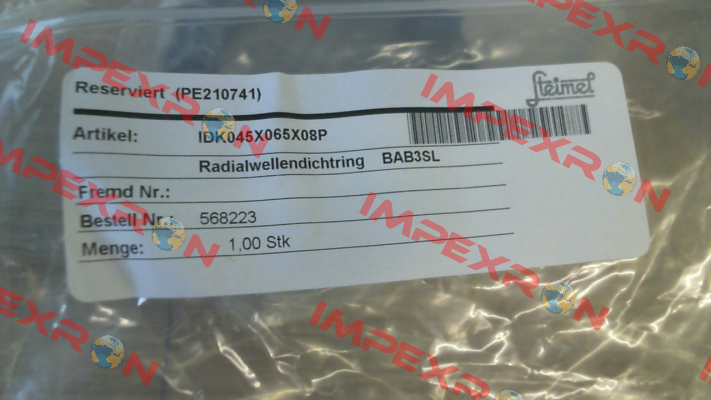 Reserviert (PE210741)
Steimel
Artikel: IDK045X065X08P
Radialwellendichtring BAB3SL
Fremd Nr.:
Bestell Nr.: 568223
Menge: 1,00 Stk
IMPEXRON
IMPEXRON
IMPEXRON
IMPEXRON
IMPEXRON
IMPEXRON
IMPEXRON